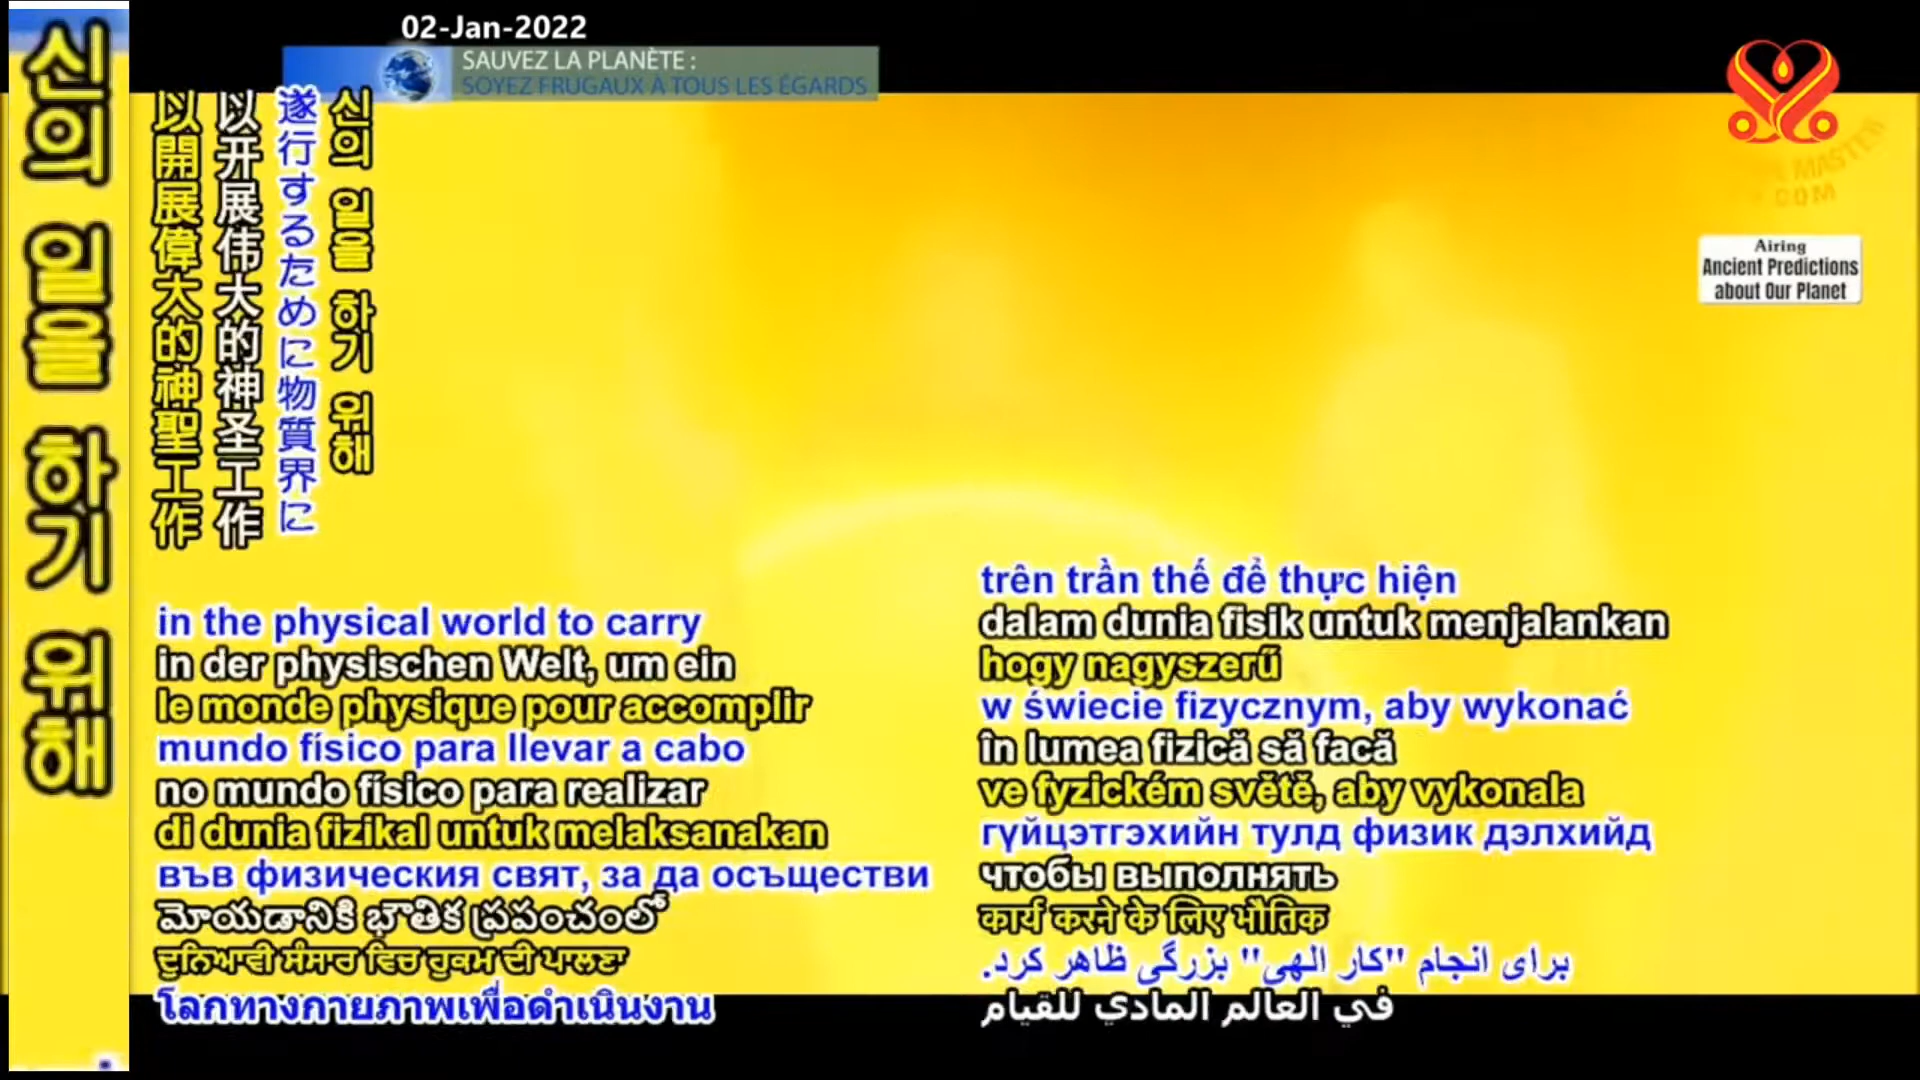 02-Jan-2022
SAUVEZ LA PLANÈTE :
SOYEZ FRUGAUX À TOUS LES ÉGARDS
신의 일을 하기 위해
以開展偉大的神聖工作
以开展伟大的神圣工作
遂行するために物質界に
신의 일을 하기 위해
MASTER
Airing
Ancient Predictions
about Our Planet
in the physical world to carry
in der physischen Welt, um ein
le monde physique pour accomplir
mundo físico para llevar a cabo
no mundo físico para realizar
di dunia fizikal untuk melaksanakan
във физическия свят, за да осъществи
మోయడానికి భౌతిక ప్రపంచంలో
ਦੁਨਿਆਵੀ ਸੰਸਾਰ ਵਿਚ ਹੁਕਮ ਦੀ ਪਾਲਣਾ
โลกทางกายภาพเพื่อดำเนินงาน
trên trần thế để thực hiện
dalam dunia fisik untuk menjalankan
hogy nagyszerű
w świecie fizycznym, aby wykonać
în lumea fizică să facă
ve fyzickém světě, aby vykonala
гүйцэтгэхийн тулд физик дэлхийд
чтобы выполнять
कार्य करने के लिए भौतिक
برای انجام "کار الهی" بزرگی ظاهر کرد.
في العالم المادي للقيام